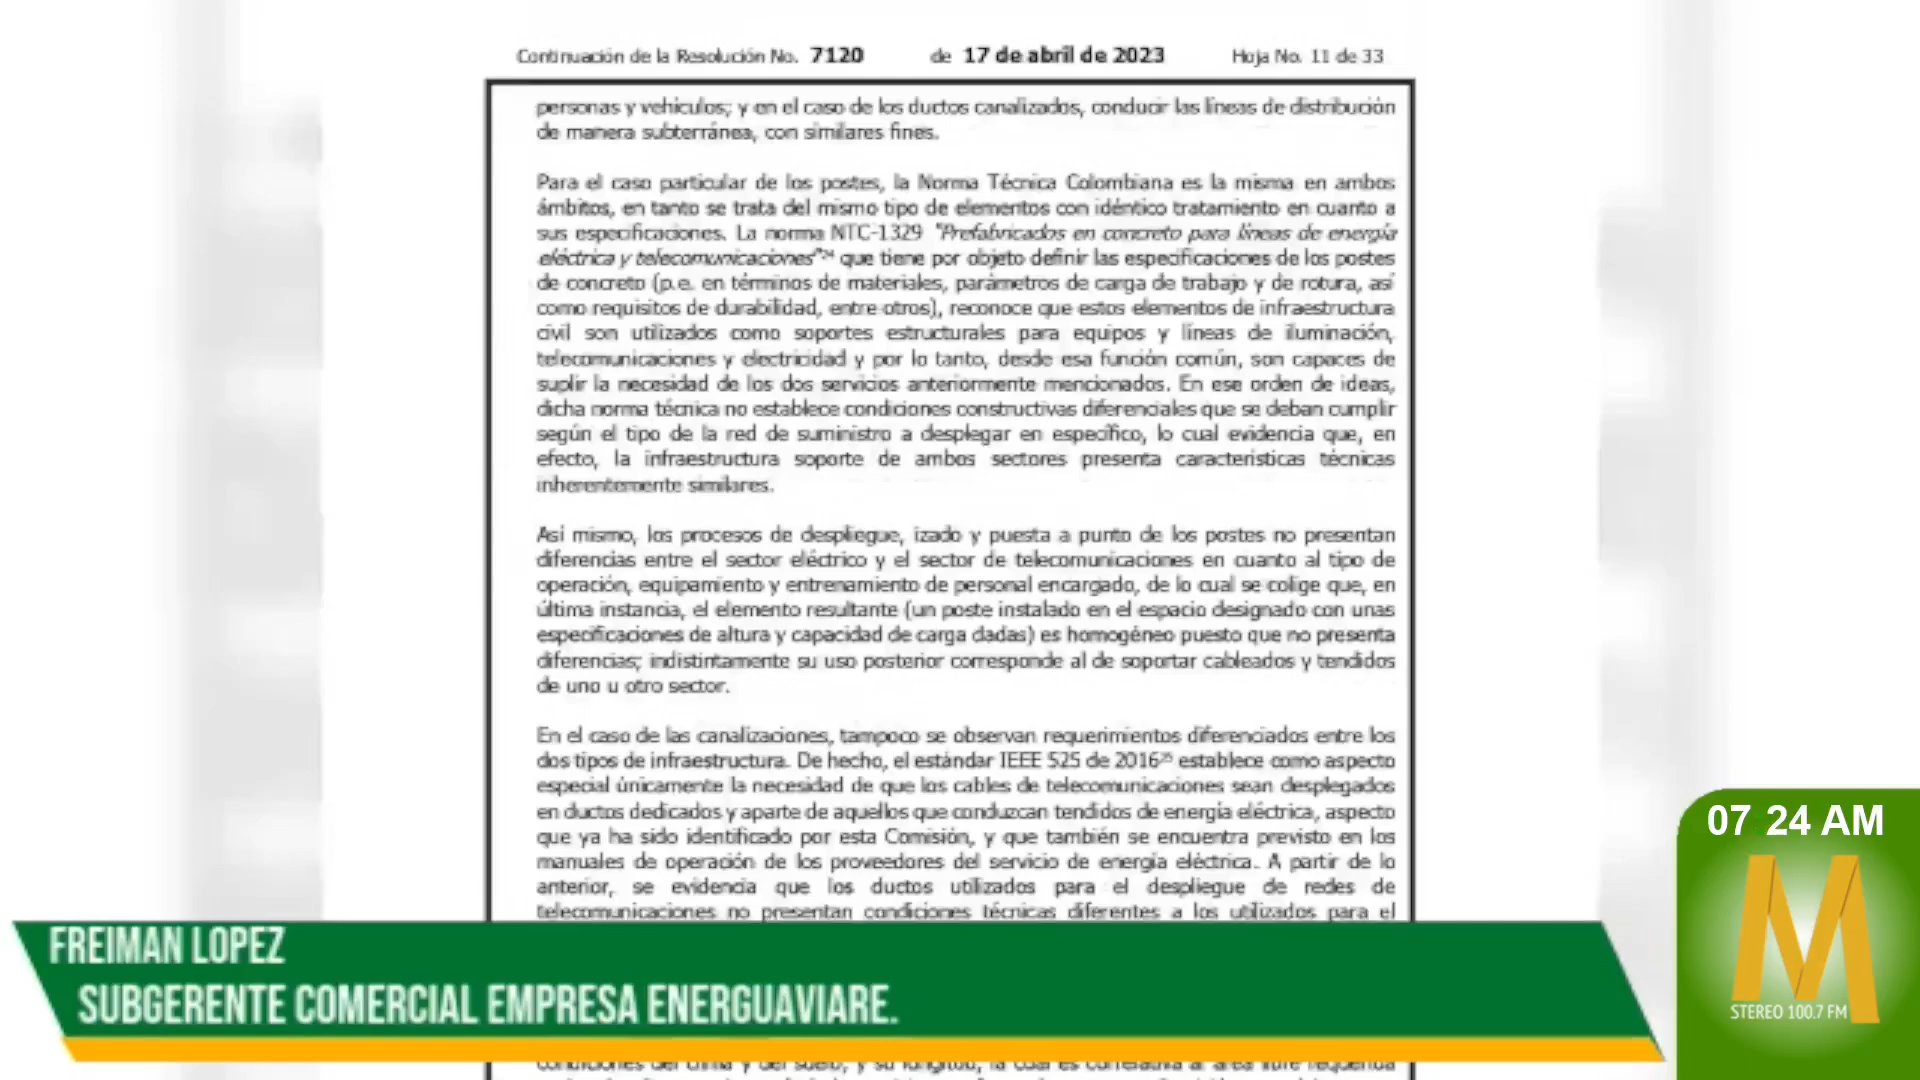 Continuación de la Resolución No. 7120 de 17 de abril de 2023 Hoja No. 11 de 33
personas y vehículos; y en el caso de los ductos canalizados, conducir las líneas de distribución
de manera subterránea, con similares fines.
Para el caso particular de los postes, la Norma Técnica Colombiana es la misma en ambos
ámbitos, en tanto se trata del mismo tipo de elementos con idéntico tratamiento en cuanto a
sus especificaciones. La norma NTC-1329 "Prefabricados en concreto para líneas de energía
eléctrica y telecomunicaciones"²⁴ que tiene por objeto definir las especificaciones de los postes
de concreto (p.e. en términos de materiales, parámetros de carga de trabajo y de rotura, así
como requisitos de durabilidad, entre otros), reconoce que estos elementos de infraestructura
civil son utilizados como soportes estructurales para equipos y líneas de iluminación,
telecomunicaciones y electricidad y por lo tanto, desde esa función común, son capaces de
suplir la necesidad de los dos servicios anteriormente mencionados. En ese orden de ideas,
dicha norma técnica no establece condiciones constructivas diferenciales que se deban cumplir
según el tipo de la red de suministro a desplegar en específico, lo cual evidencia que, en
efecto, la infraestructura soporte de ambos sectores presenta características técnicas
inherentemente similares.
Así mismo, los procesos de despliegue, izado y puesta a punto de los postes no presentan
diferencias entre el sector eléctrico y el sector de telecomunicaciones en cuanto al tipo de
operación, equipamiento y entrenamiento de personal encargado, de lo cual se colige que, en
última instancia, el elemento resultante (un poste instalado en el espacio designado con unas
especificaciones de altura y capacidad de carga dadas) es homogéneo puesto que no presenta
diferencias; indistintamente su uso posterior corresponde al de soportar cableados y tendidos
de uno u otro sector.
En el caso de las canalizaciones, tampoco se observan requerimientos diferenciados entre los
dos tipos de infraestructura. De hecho, el estándar IEEE 525 de 2016²⁵ establece como aspecto
especial únicamente la necesidad de que los cables de telecomunicaciones sean desplegados
en ductos dedicados y aparte de aquellos que conduzcan tendidos de energía eléctrica, aspecto
que ya ha sido identificado por esta Comisión, y que también se encuentra previsto en los
manuales de operación de los proveedores del servicio de energía eléctrica. A partir de lo
anterior, se evidencia que los ductos utilizados para el despliegue de redes de
telecomunicaciones no presentan condiciones técnicas diferentes a los utilizados para el
07 24 AM
M
STEREO 100.7 FM
FREIMAN LOPEZ
SUBGERENTE COMERCIAL EMPRESA ENERGUAVIARE.